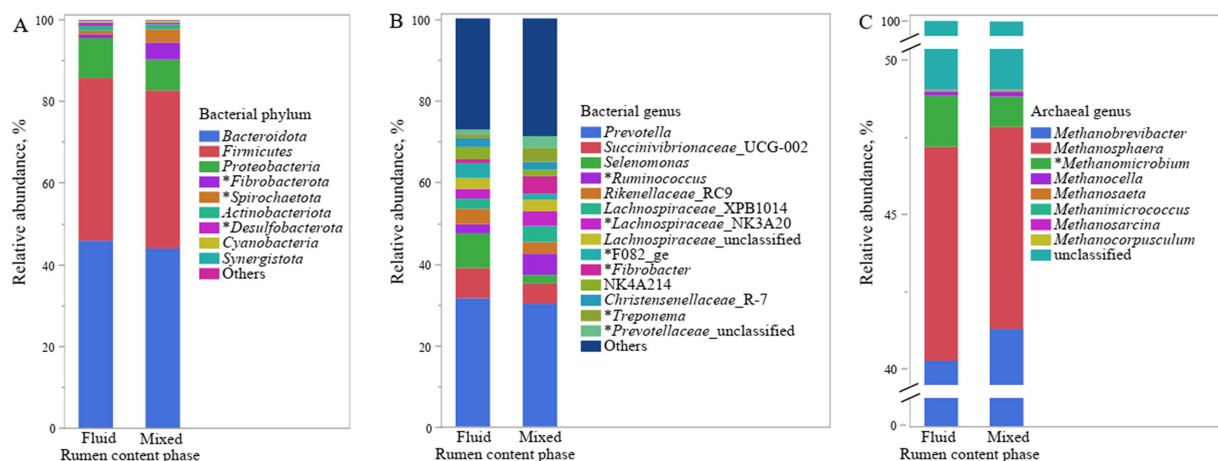 A
Relative abundance, %
100
80
60
40
20
0
Fluid Mixed
Rumen content phase
Bacterial phylum
Bacteroidota
Firmicutes
Proteobacteria
*Fibrobacterota
*Spirochaetota
Actinobacteriota
*Desulfobacterota
Cyanobacteria
Synergistota
Others
B
Relative abundance, %
100
80
60
40
20
0
Fluid Mixed
Rumen content phase
Bacterial genus
Prevotella
Succinivibrionaceae_UCG-002
Selenomonas
*Ruminococcus
Rikenellaceae_RC9
Lachnospiraceae_XPB1014
*Lachnospiraceae_NK3A20
Lachnospiraceae_unclassified
*F082_ge
*Fibrobacter
NK4A214
Christensenellaceae_R-7
*Treponema
*Prevotellaceae_unclassified
Others
C
Relative abundance, %
100
50
45
40
0
Fluid Mixed
Rumen content phase
Archaeal genus
Methanobrevibacter
Methanosphaera
*Methanomicrobium
Methanocella
Methanosaeta
Methanimicrococcus
Methanosarcina
Methanocorpusculum
unclassified